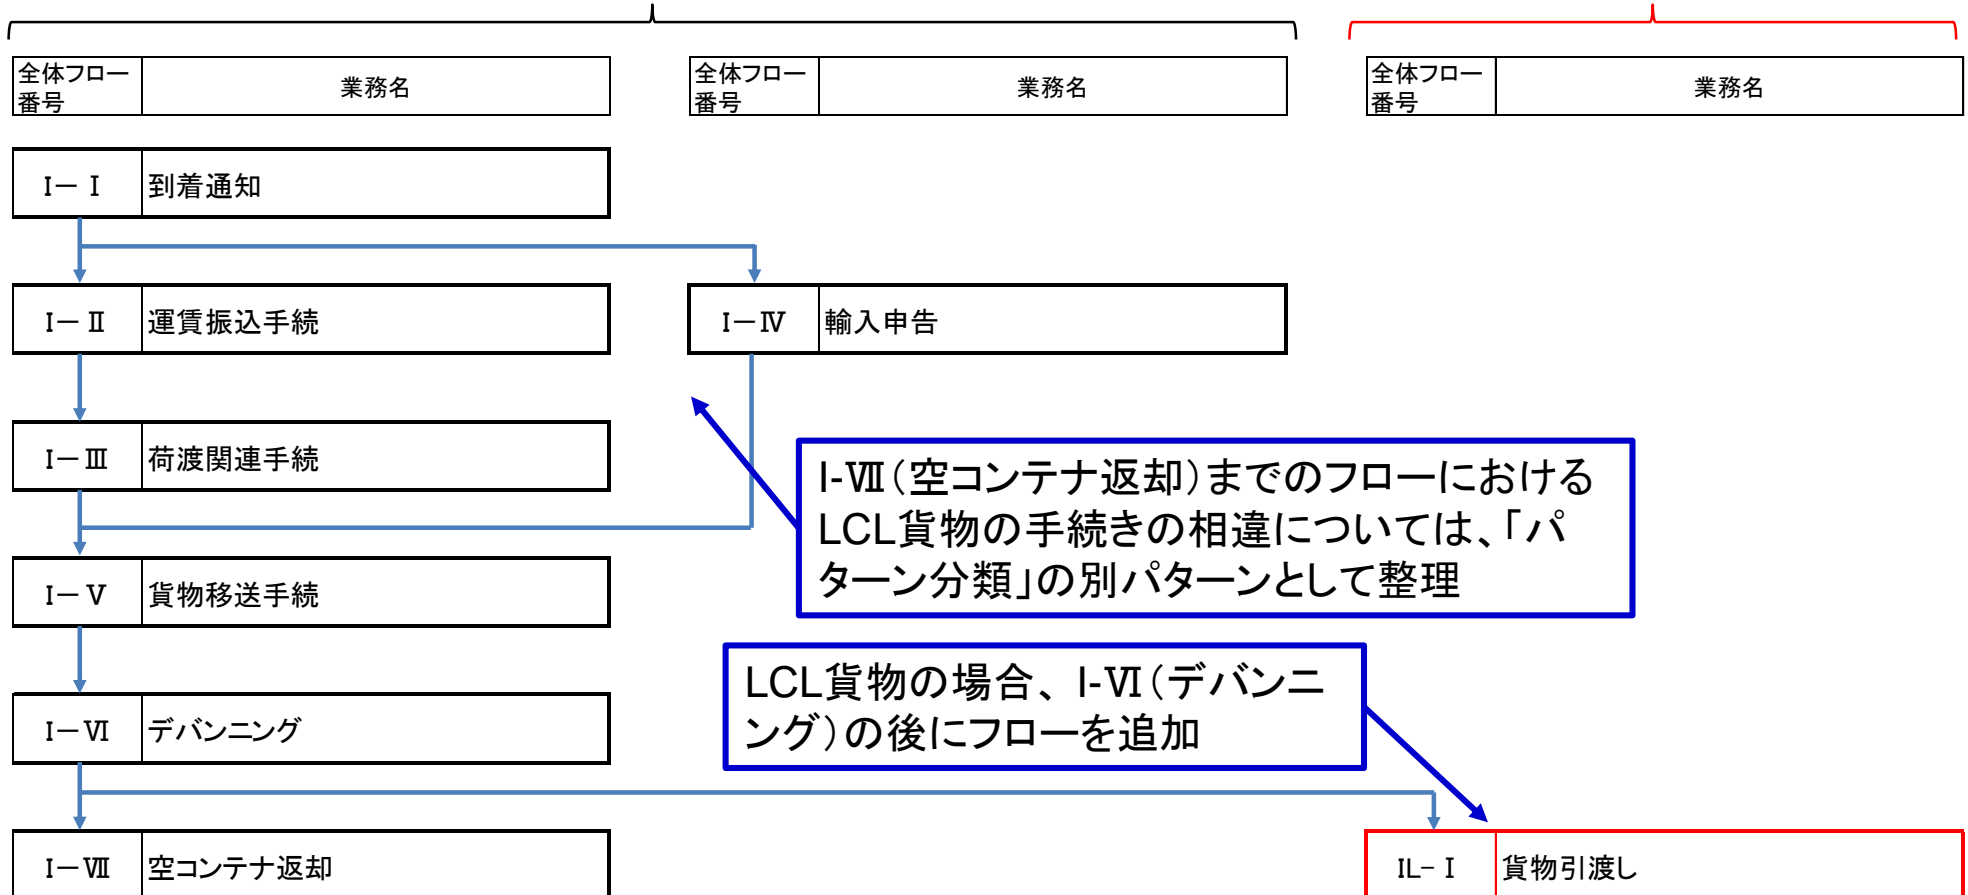 全体フロー
番号
業務名
全体フロー
番号
業務名
全体フロー
番号
業務名
I-Ⅰ
到着通知
I-Ⅱ
運賃振込手続
I-Ⅳ
輸入申告
I-Ⅲ
荷渡関連手続
I-Ⅶ（空コンテナ返却）までのフローにおける
LCL貨物の手続きの相違については、「パ
ターン分類」の別パターンとして整理
I-Ⅴ
貨物移送手続
LCL貨物の場合、I-Ⅵ（デバンニ
ング）の後にフローを追加
I-Ⅵ
デバンニング
I-Ⅶ
空コンテナ返却
IL-Ⅰ
貨物引渡し